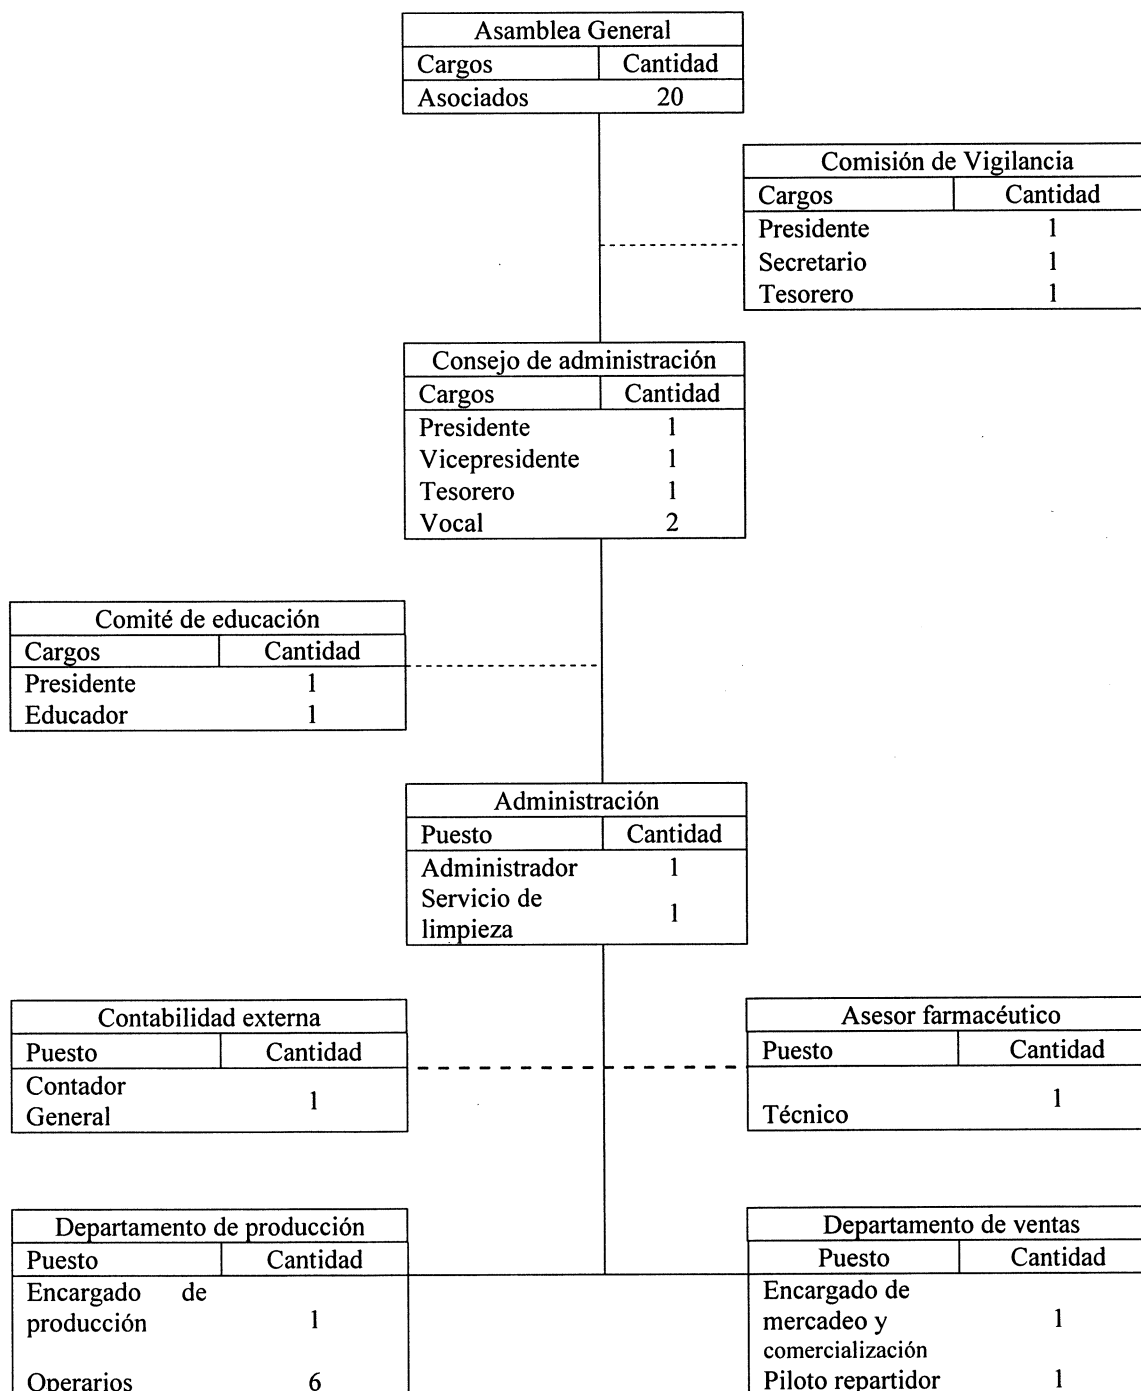 Asamblea General
Cargos Cantidad
Asociados 20
Comisión de Vigilancia
Cargos Cantidad
Presidente 1
Secretario 1
Tesorero 1
Consejo de administración
Cargos Cantidad
Presidente 1
Vicepresidente 1
Tesorero 1
Vocal 2
Comité de educación
Cargos Cantidad
Presidente 1
Educador 1
Administración
Puesto Cantidad
Administrador 1
Servicio de
limpieza 1
Contabilidad externa
Puesto Cantidad
Contador
General 1
Asesor farmacéutico
Puesto Cantidad
Técnico 1
Departamento de producción
Puesto Cantidad
Encargado de
producción 1
Operarios 6
Departamento de ventas
Puesto Cantidad
Encargado de
mercadeo y 1
comercialización
Piloto repartidor 1